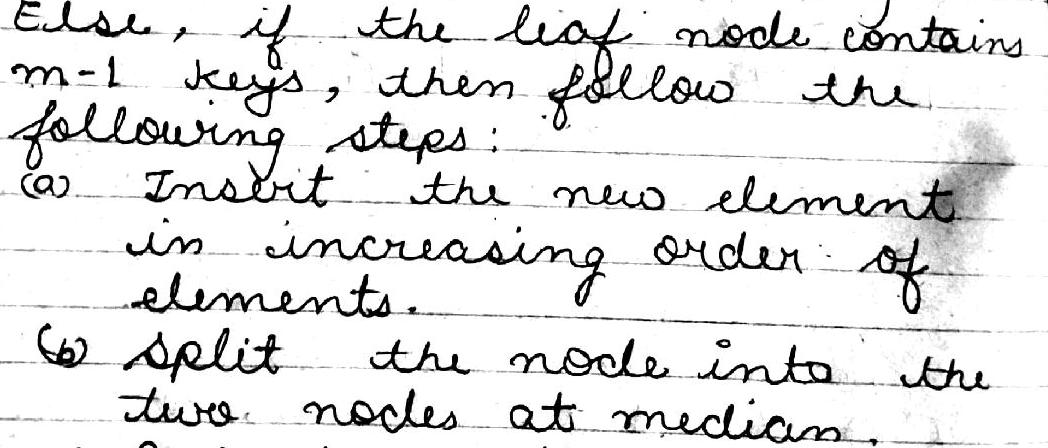 Else, if the leaf node contains
m-1 keys, then follow the
following steps:
(a) Insert the new element
in increasing order of
elements.
(b) split the node into the
two nodes at median.